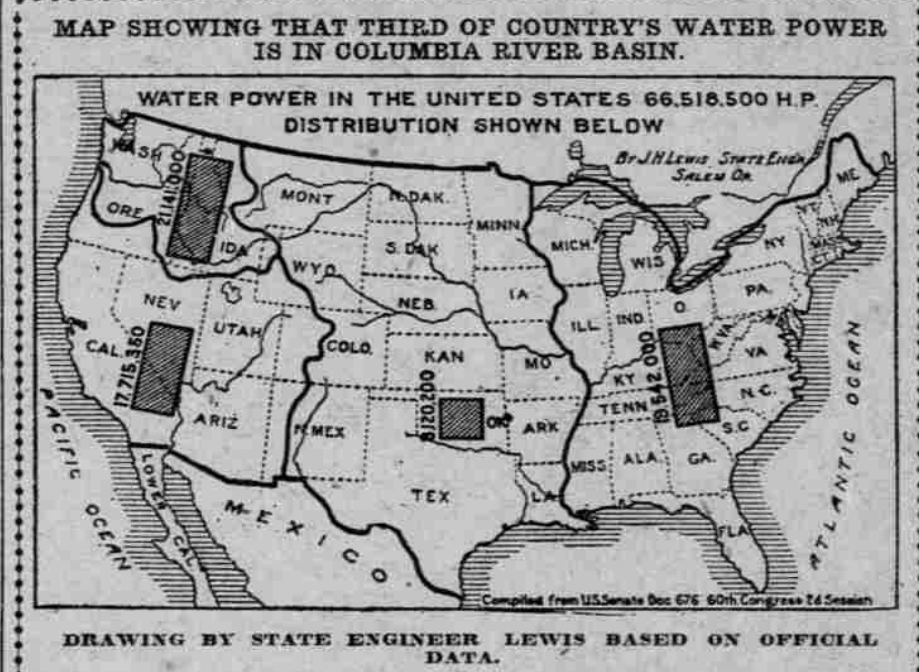 MAP SHOWING THAT THIRD OF COUNTRY'S WATER POWER
IS IN COLUMBIA RIVER BASIN.
WATER POWER IN THE UNITED STATES 66,518,500 H.P.
DISTRIBUTION SHOWN BELOW
BY J.H. LEWIS STATE ENGR.
SALEM OR.
WASH
ORE
21,141,000
IDA
MONT
N. DAK.
MINN
S. DAK
WYO.
NEB.
IA
MICH.
WIS
ME
VT.
N.H.
MASS
CT.
NY
PA.
NEV
UTAH
CAL.
17,715,350
COLO.
KAN
MO
ILL.
IND.
O.
W.VA
VA
KY
19,542,000
TENN
N.C.
S.C
ARIZ
N.MEX
8,120,200
OK
ARK
MISS
ALA.
GA.
TEX
LA
FLA
LOWER CAL
MEXICO
PACIFIC OCEAN
ATLANTIC OCEAN
Compiled from U.S. Senate Doc 676 60th. Congress 2d. Session
DRAWING BY STATE ENGINEER LEWIS BASED ON OFFICIAL
DATA.